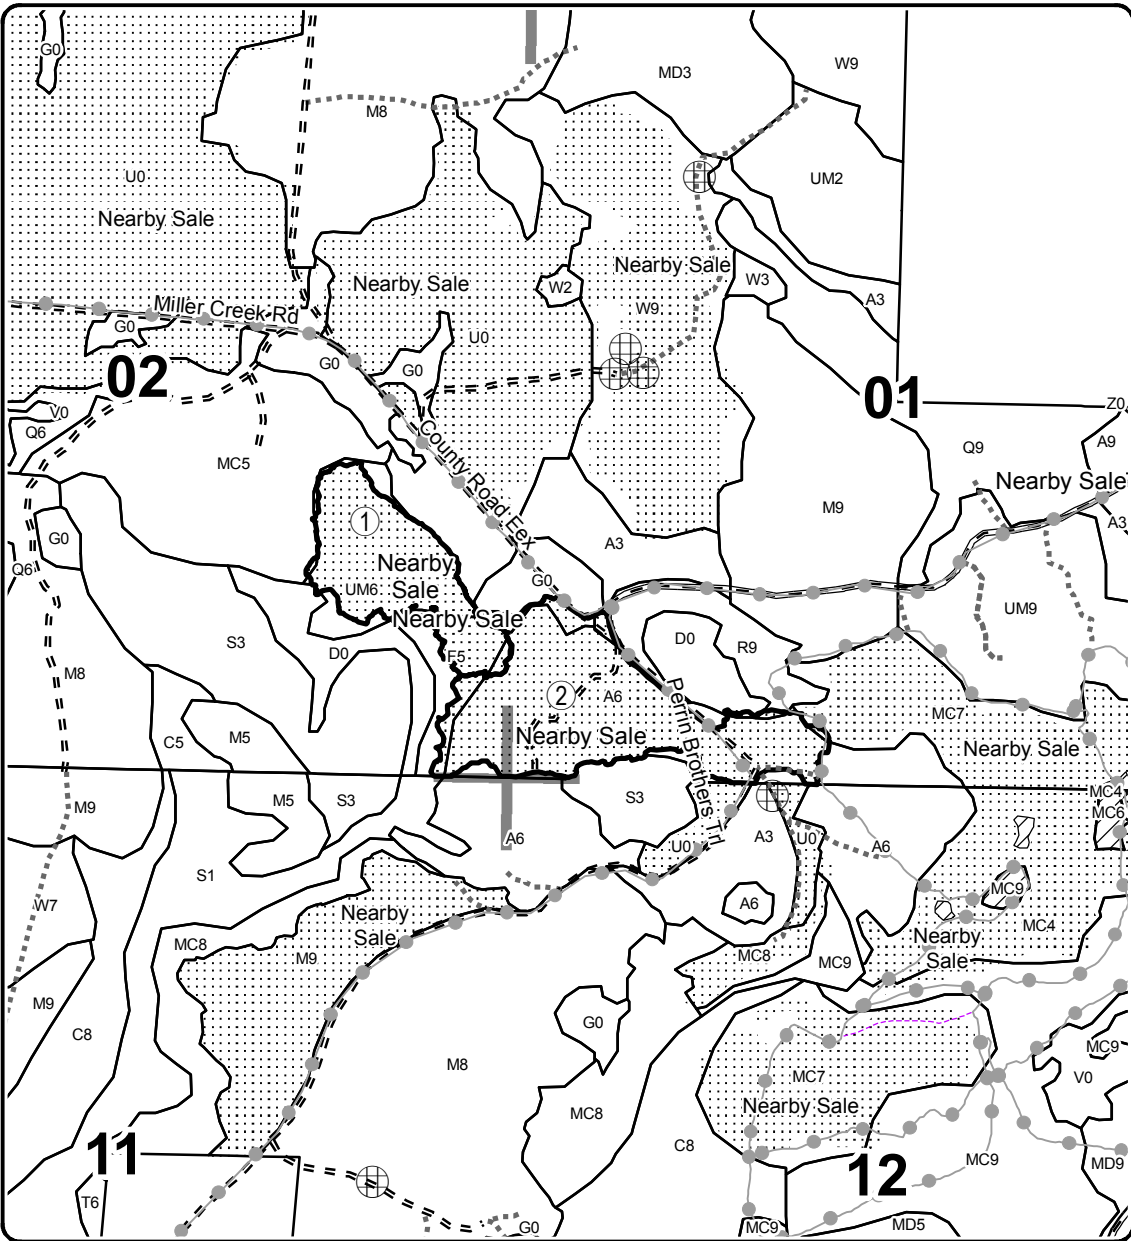 G0
MD3
W9
M8
U0
UM2
Nearby Sale
Nearby Sale
Nearby Sale
W3
W2
A3
W9
Miller Creek Rd
G0
U0
G0
G0
02
01
V0
Z0
Q6
County Road Eex
A9
Q9
MC5
Nearby Sale
M9
1
A3
G0
A3
Nearby
Sale
Q6
G0
UM6
UM9
Nearby Sale
S3
D0
R9
D0
F5
M8
2
A6
Perrin Brothers Trl
MC7
C5
M5
Nearby Sale
Nearby Sale
M9
M5
S3
S3
MC4
MC6
A6
A3
U0
U0
A6
S1
MC9
W7
A6
Nearby
Sale
MC8
M9
MC8
MC9
Nearby
Sale
MC4
M9
C8
G0
M8
MC7
MC9
V0
Nearby Sale
MC8
C8
11
12
MC9
MD9
T6
G0
MC9
MD5